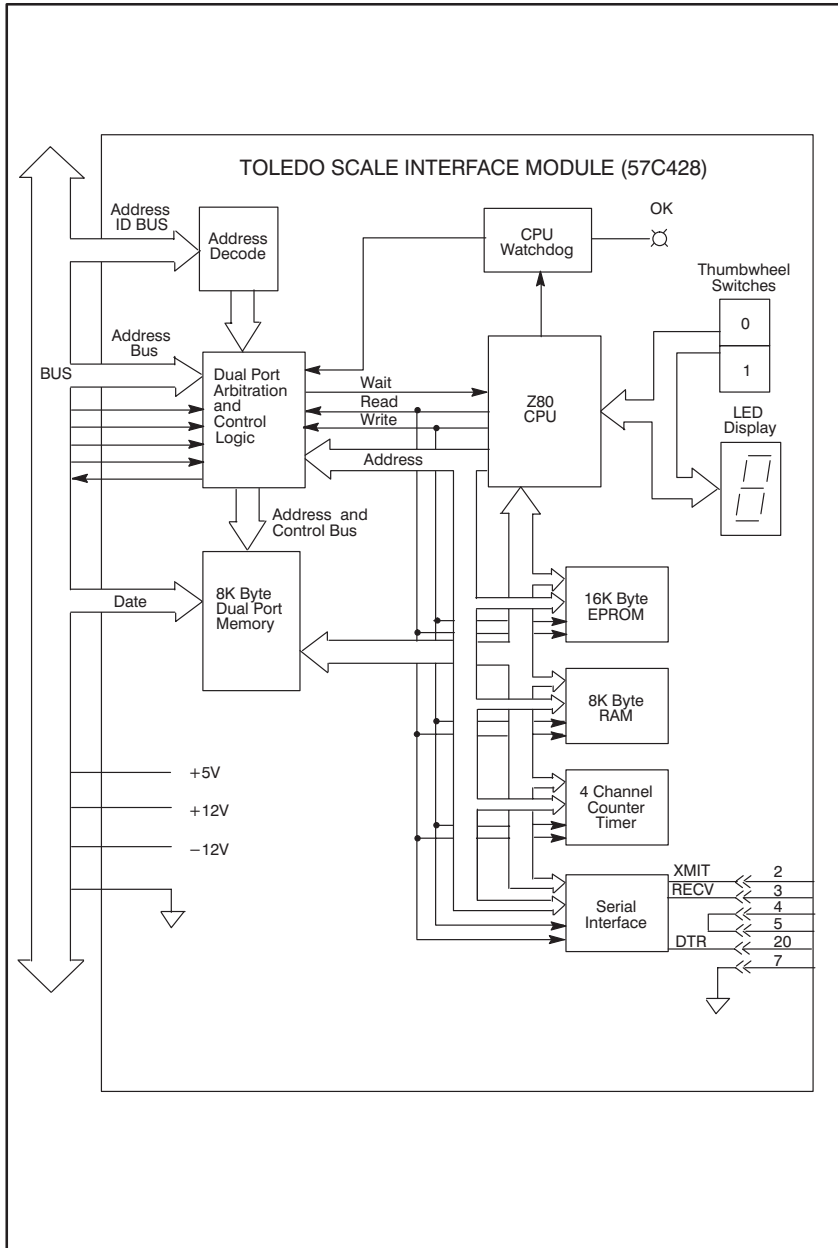 TOLEDO SCALE INTERFACE MODULE (57C428)
Address
ID BUS
Address
Decode
CPU
Watchdog
OK
Thumbwheel
Switches
0
1
Address
Bus
BUS
Dual Port
Arbitration
and
Control
Logic
Wait
Read
Write
Address
Z80
CPU
LED
Display
Address and
Control Bus
Date
8K Byte
Dual Port
Memory
16K Byte
EPROM
8K Byte
RAM
+5V
+12V
−12V
4 Channel
Counter
Timer
Serial
Interface
XMIT
2
RECV
3
4
5
DTR
20
7